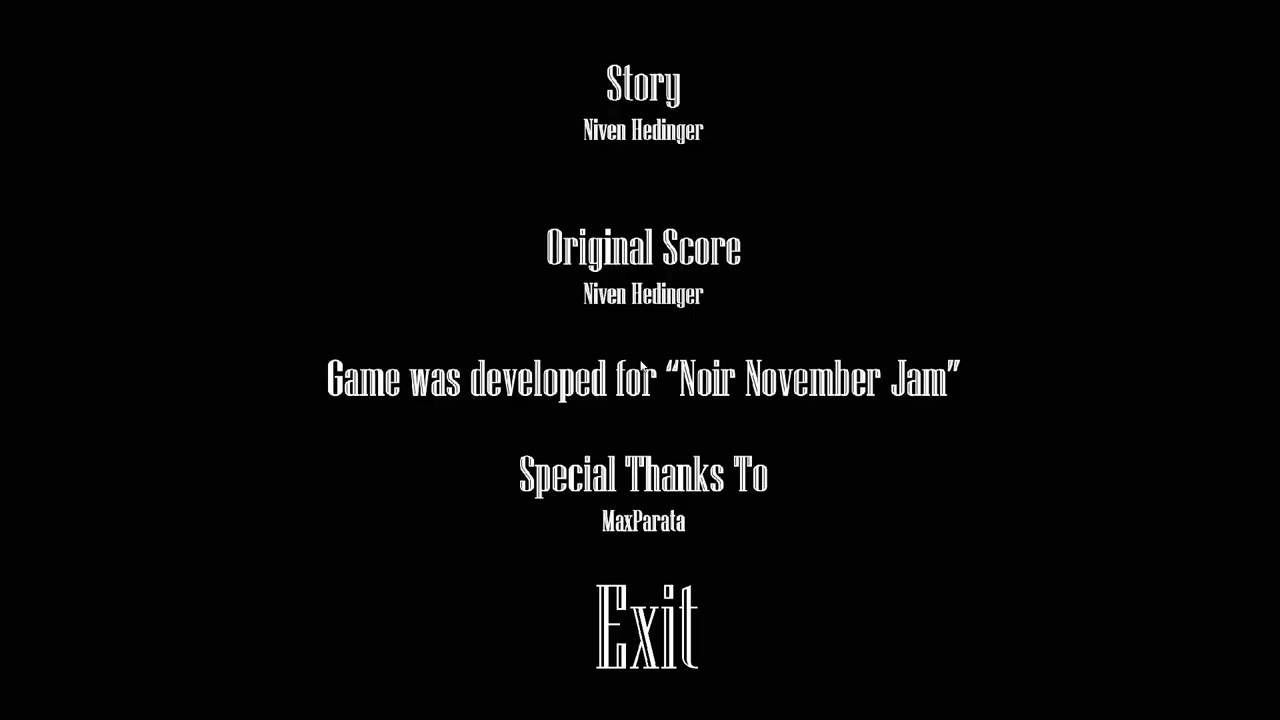 Story
Niven Hedinger
Original Score
Niven Hedinger
Game was developed for “Noir November Jam”
Special Thanks To
MaxParata
Exit